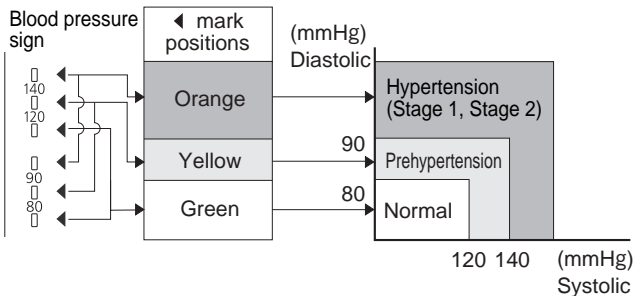 Blood pressure
sign
140
120
90
80
◀ mark
positions
Orange
Yellow
Green
(mmHg)
Diastolic
90
80
Hypertension
(Stage 1, Stage 2)
Prehypertension
Normal
120 140 (mmHg)
Systolic